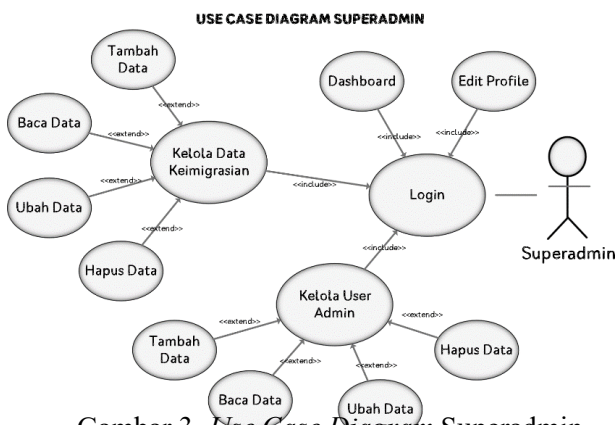 USE CASE DIAGRAM SUPERADMIN
Tambah
Data
Dashboard
Edit Profile
<<extend>>
Baca Data
<<extend>>
<<include>>
<<include>>
Kelola Data
Keimigrasian
<<extend>>
<<include>>
Login
Ubah Data
<<extend>>
Superadmin
Hapus Data
<<include>>
Kelola User
Admin
<<extend>>
<<extend>>
Tambah
Data
Hapus Data
<<extend>>
<<extend>>
Baca Data
Ubah Data
Gambar 3. Use Case Diagram Superadmin